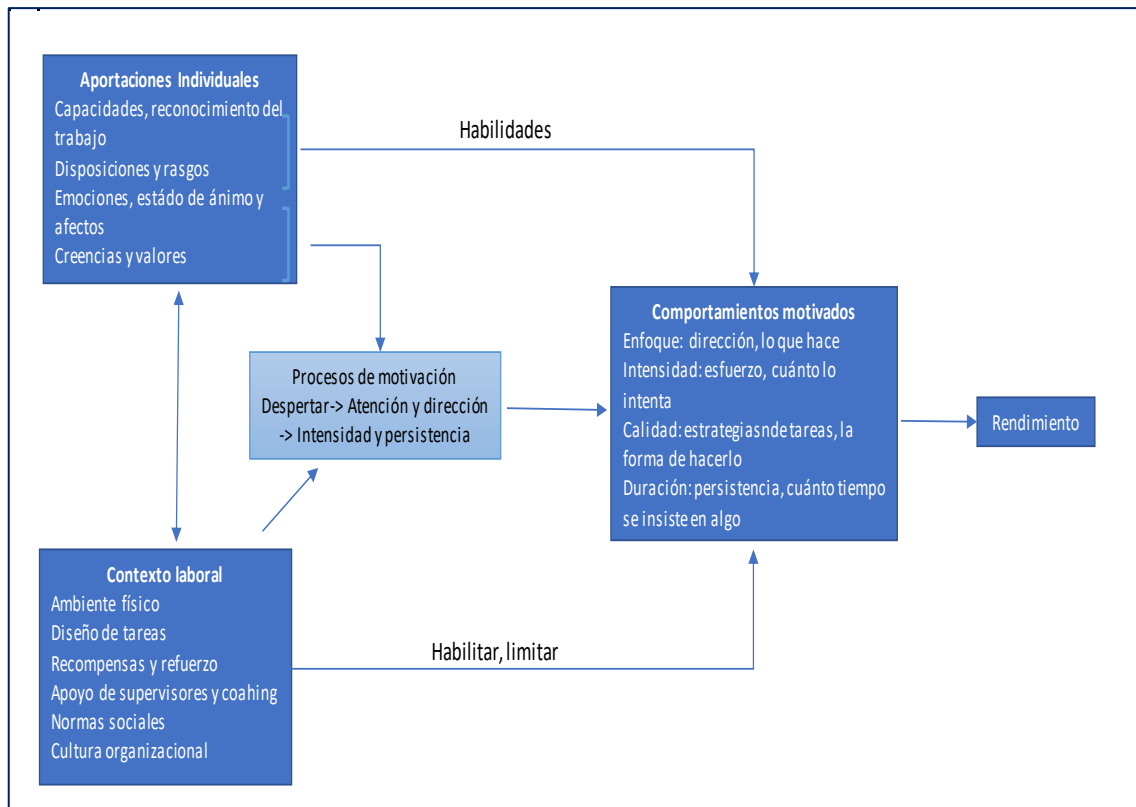 Aportaciones Individuales
Capacidades, reconocimiento del
trabajo
Disposiciones y rasgos
Emociones, estádo de ánimo y
afectos
Creencias y valores
Habilidades
Procesos de motivación
Despertar-> Atención y dirección
-> Intensidad y persistencia
Comportamientos motivados
Enfoque: dirección, lo que hace
Intensidad: esfuerzo, cuánto lo
intenta
Calidad: estrategiasnde tareas, la
forma de hacerlo
Duración: persistencia, cuánto tiempo
se insiste en algo
Rendimiento
Contexto laboral
Ambiente físico
Diseño de tareas
Recompensas y refuerzo
Apoyo de supervisores y coahing
Normas sociales
Cultura organizacional
Habilitar, limitar